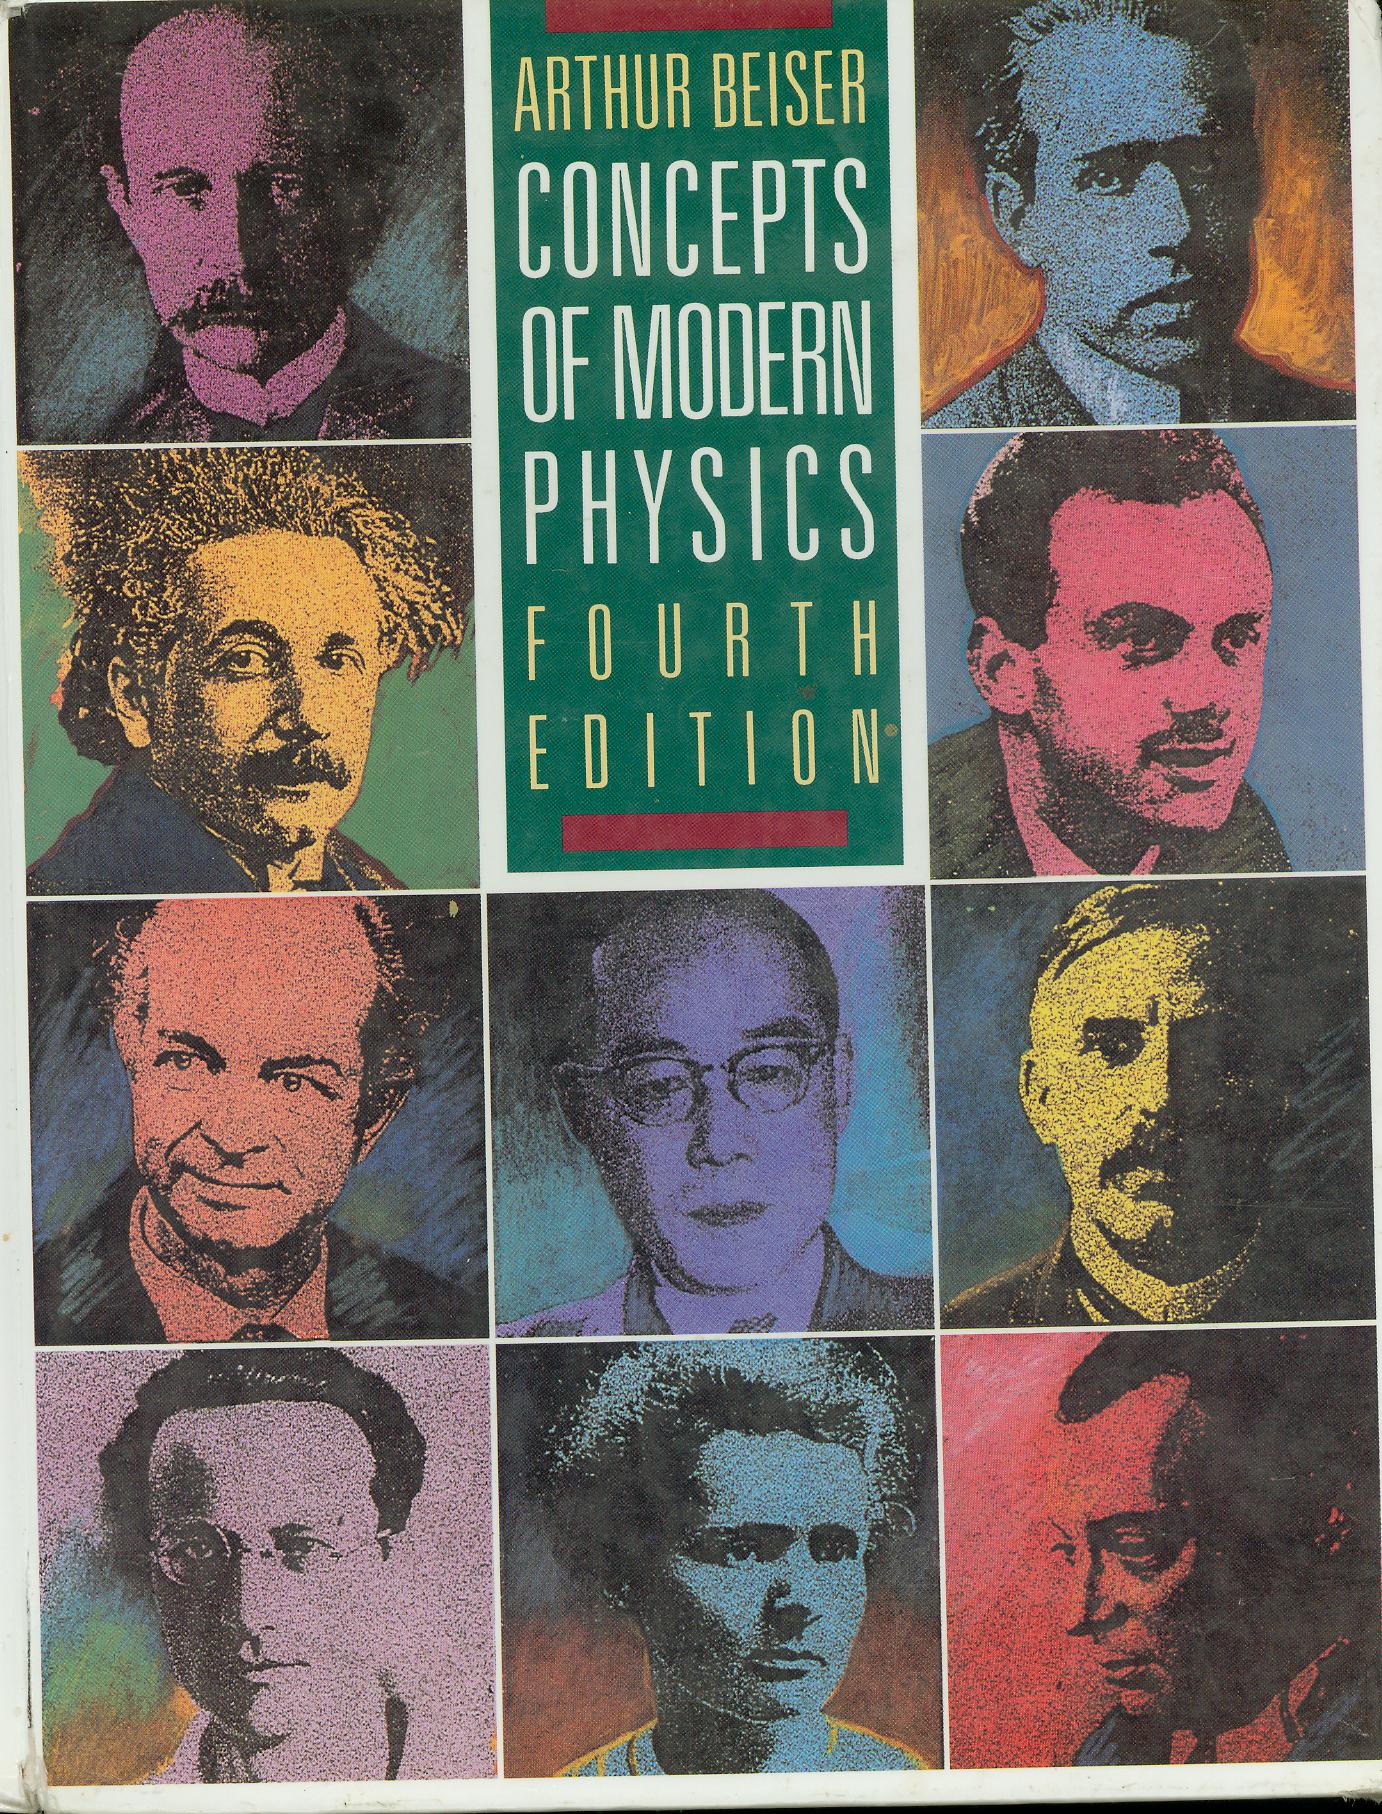 ARTHUR BEISER
CONCEPTS
OF MODERN
PHYSICS
FOURTH
EDITION